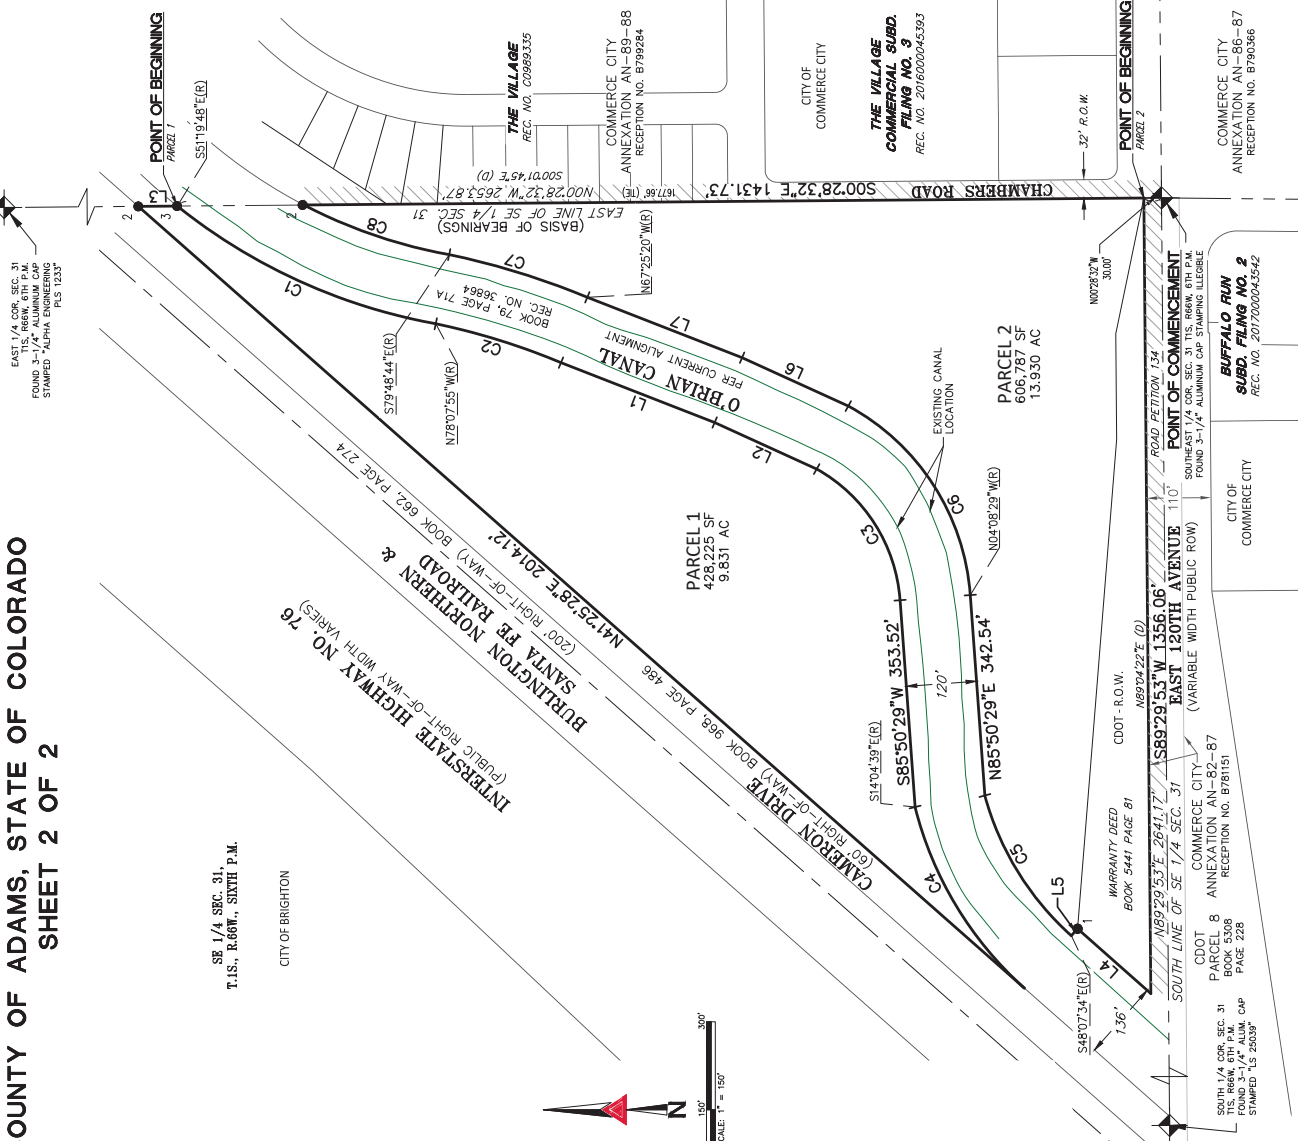 COUNTY OF ADAMS, STATE OF COLORADO
SHEET 2 OF 2
EAST 1/4 COR, SEC. 31
T1S, R66W, 6TH P.M.
FOUND 3-1/4" ALUMINUM CAP
STAMPED "ALPHA ENGINEERING
PLS 1233"
POINT OF BEGINNING
PARCEL 1
S51°19'48"E(R)
L3
2
3
2
THE VILLAGE
REC. NO. C0989335
COMMERCE CITY
ANNEXATION AN-89-88
RECEPTION NO. B799284
CITY OF
COMMERCE CITY
THE VILLAGE
COMMERCIAL SUBD.
FILING NO. 3
REC. NO. 2016000045393
32' R.O.W.
POINT OF BEGINNING
PARCEL 2
COMMERCE CITY
ANNEXATION AN-86-87
RECEPTION NO. B790366
S00°01'45"E (D)
N00°28'32"W 2653.87'
EAST LINE OF SE 1/4 SEC. 31
(BASIS OF BEARINGS)
1677.66' (TIE)
S00°28'32"E 1431.73'
CHAMBERS ROAD
C8
C7
C1
C2
L7
L6
L1
L2
C6
C3
C4
C5
L5
L4
1
N67°25'20"W(R)
S79°48'44"E(R)
N78°07'55"W(R)
BOOK 79, PAGE 71A
REC. NO. 36864
O'BRIAN CANAL
PER CURRENT ALIGNMENT
EXISTING CANAL
LOCATION
PARCEL 2
606,787 SF
13.930 AC
N00°28'32"W
30.00'
POINT OF COMMENCEMENT
SOUTHEAST 1/4 COR, SEC. 31 T1S, R66W, 6TH P.M.
FOUND 3-1/4" ALUMINUM CAP STAMPING ILLEGIBLE
BUFFALO RUN
SUBD. FILING NO. 2
REC. NO. 2017000043542
ROAD PETITION 134
110'
CITY OF
COMMERCE CITY
PARCEL 1
428,225 SF
9.831 AC
N04°08'29"W(R)
N41°25'28"E 2014.12'
BOOK 662, PAGE 274
(200' RIGHT-OF-WAY)
BOOK 968, PAGE 486
BURLINGTON NORTHERN &
SANTA FE RAILROAD
INTERSTATE HIGHWAY NO. 76
(PUBLIC RIGHT-OF-WAY WIDTH VARIES)
CAMERON DRIVE
(60' RIGHT-OF-WAY)
S85°50'29"W 353.52'
120'
N85°50'29"E 342.54'
S14°04'39"E(R)
CDOT - R.O.W.
N89°04'22"E (D)
S89°29'53"W 1356.06'
EAST 120TH AVENUE
(VARIABLE WIDTH PUBLIC ROW)
WARRANTY DEED
BOOK 5441 PAGE 81
N89°29'53"E 2641.17'
SOUTH LINE OF SE 1/4 SEC. 31
COMMERCE CITY
ANNEXATION AN-82-87
RECEPTION NO. B781151
CDOT
PARCEL 8
BOOK 5308
PAGE 228
S48°07'34"E(R)
136'
SOUTH 1/4 COR, SEC. 31
T1S, R66W, 6TH P.M.
FOUND 3-1/4" ALUM. CAP
STAMPED "LS 25039"
SE 1/4 SEC. 31,
T.1S., R.66W., SIXTH P.M.
CITY OF BRIGHTON
N
150'
300'
SCALE: 1" = 150'